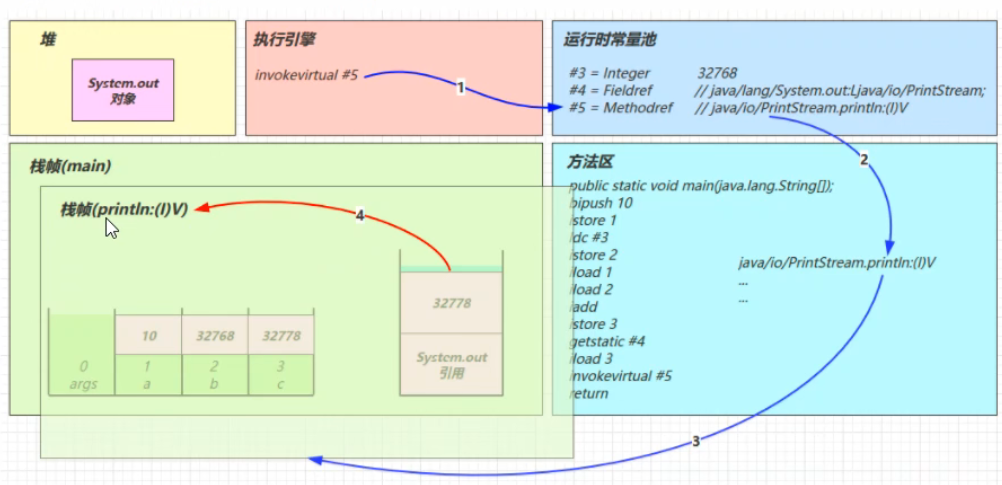 堆
System.out
对象
执行引擎
invokevirtual #5
1
运行时常量池
#3 = Integer 32768
#4 = Fieldref // java/lang/System.out:Ljava/io/PrintStream;
#5 = Methodref // java/io/PrintStream.println:(I)V
2
栈帧(main)
栈帧(println:(I)V)
4
10 32768 32778
0 1 2 3
args a b c
32778
System.out
引用
方法区
public static void main(java.lang.String[]);
bipush 10
istore 1
ldc #3
istore 2
iload 1
iload 2
iadd
istore 3
getstatic #4
iload 3
invokevirtual #5
return
java/io/PrintStream.println:(I)V
...
...
3